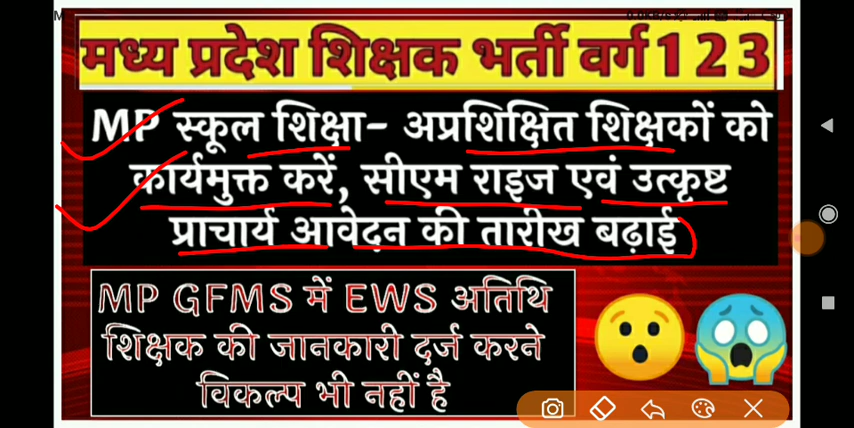 मध्य प्रदेश शिक्षक भर्ती वर्ग 1 2 3
MP स्कूल शिक्षा- अप्रशिक्षित शिक्षकों को
कार्यमुक्त करें, सीएम राइज एवं उत्कृष्ट
प्राचार्य आवेदन की तारीख बढ़ाई
MP GFMS में EWS अतिथि
शिक्षक की जानकारी दर्ज करने
विकल्प भी नहीं है